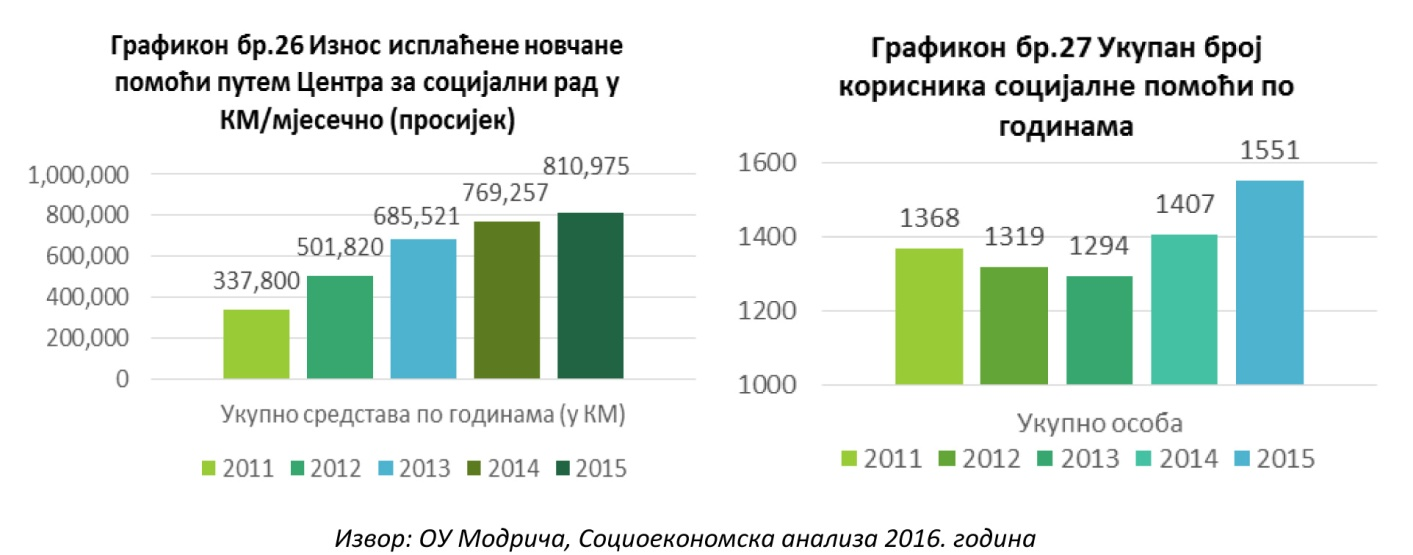 Графикон бр.26 Износ исплаћене новчане
помоћи путем Центра за социјални рад у
КМ/мјесечно (просијек)
1,000,000
800,000
600,000
400,000
200,000
0
337,800
501,820
685,521
769,257
810,975
Укупно средстава по годинама (у КМ)
2011 2012 2013 2014 2015
Графикон бр.27 Укупан број
корисника социјалне помоћи по
годинама
1600
1400
1200
1000
1368
1319
1294
1407
1551
Укупно особа
2011 2012 2013 2014 2015
Извор: ОУ Модрича, Социоекономска анализа 2016. година